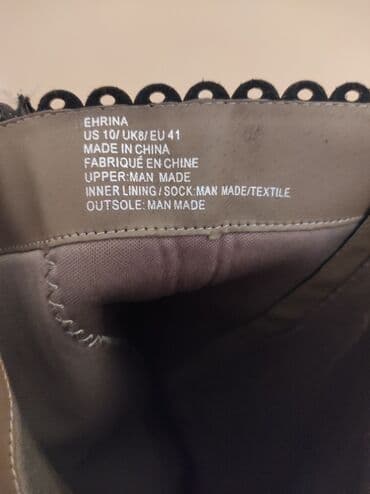 EHRINA
US 10/ UK8/ EU 41
MADE IN CHINA
FABRIQUÉ EN CHINE
UPPER:MAN MADE
INNER LINING / SOCK:MAN MADE/TEXTILE
OUTSOLE: MAN MADE